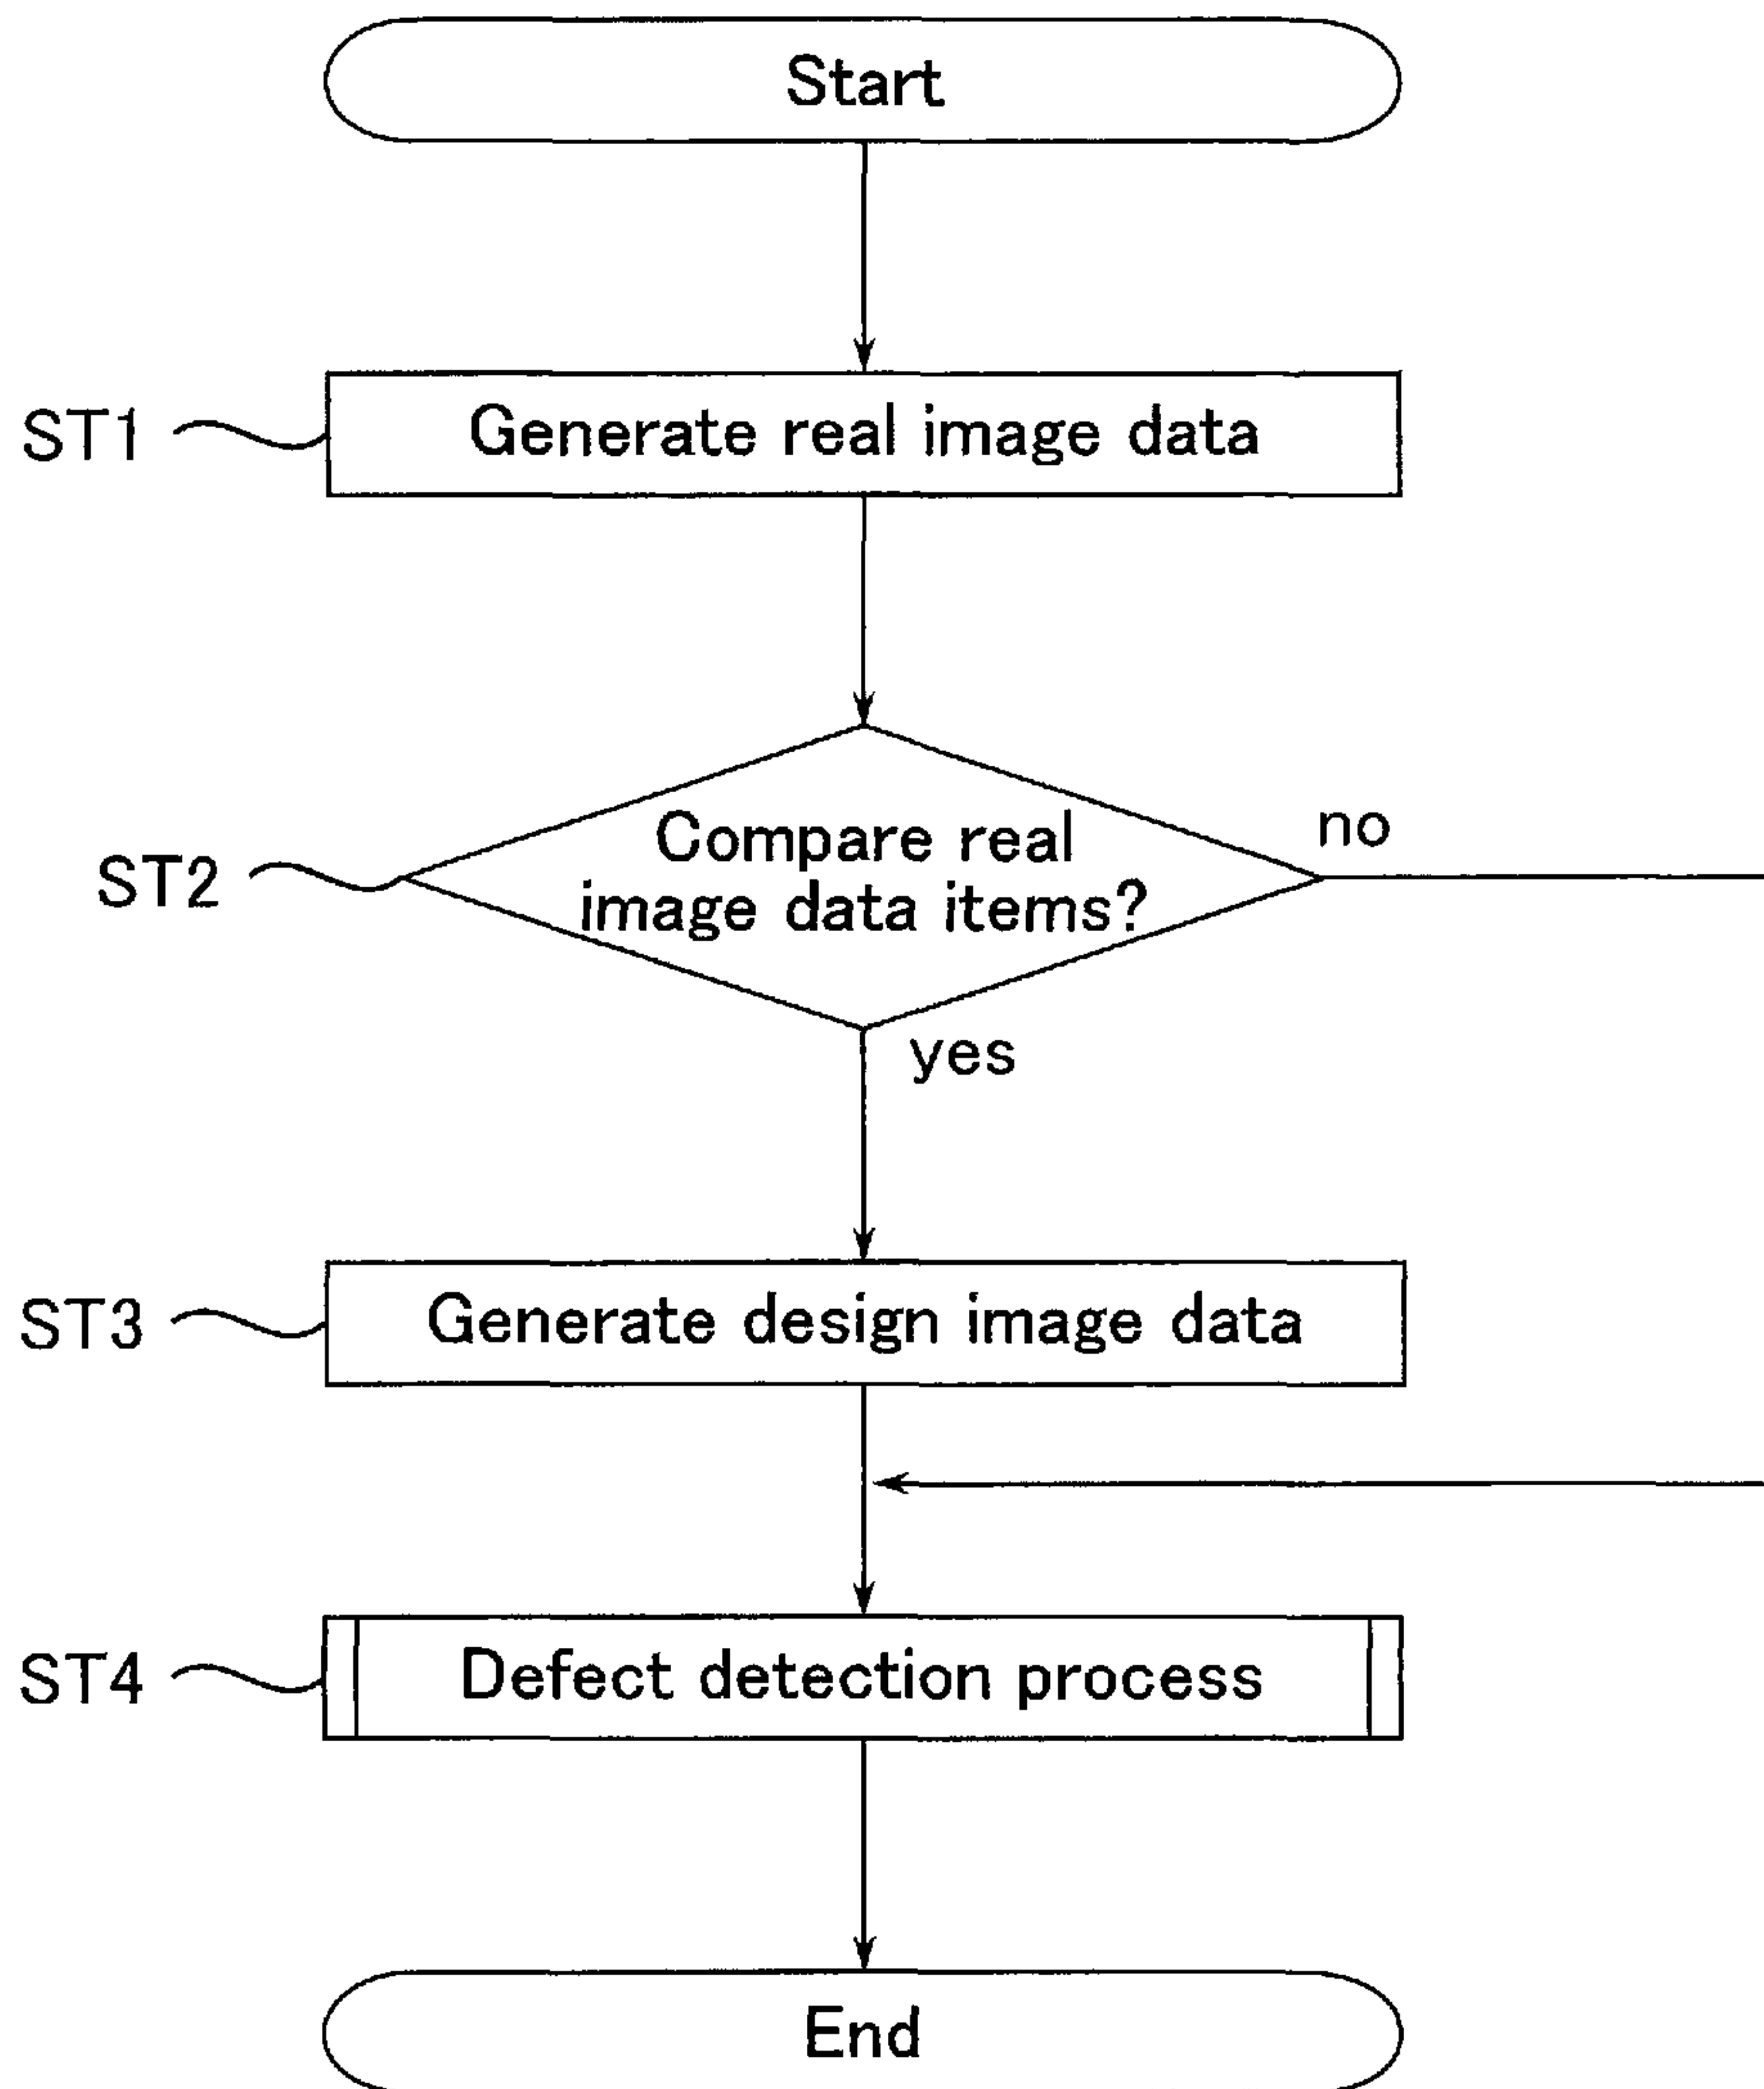 Start
ST1
Generate real image data
ST2
Compare real
image data items?
no
yes
ST3
Generate design image data
ST4
Defect detection process
End